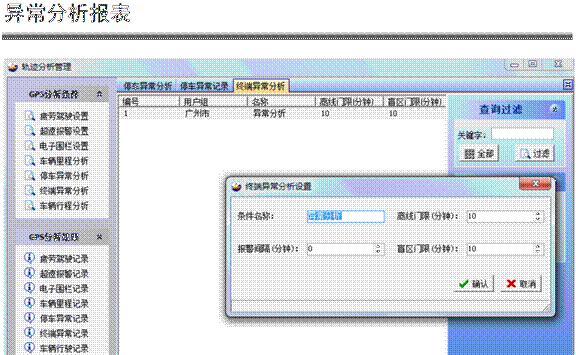 异常分析报表
轨迹分析管理
GPS分析设置
疲劳驾驶设置
超速报警设置
电子围栏设置
车辆里程分析
停车异常分析
终端异常分析
车辆行程分析
疲劳驾驶记录
超速报警记录
电子围栏记录
车辆里程记录
停车异常记录
终端异常记录
车辆行驶记录
停车异常分析 停车异常记录 终端异常分析
编号 用户组 名称 离线门限(分钟) 盲区门限(分钟)
1 广州市 异常分析 10 10
查询过滤
关键字:
全部 过滤
终端异常分析设置
条件名称: 异常分析 离线门限(分钟): 10
报警间隔(分钟): 0 盲区门限(分钟): 10
确认 取消